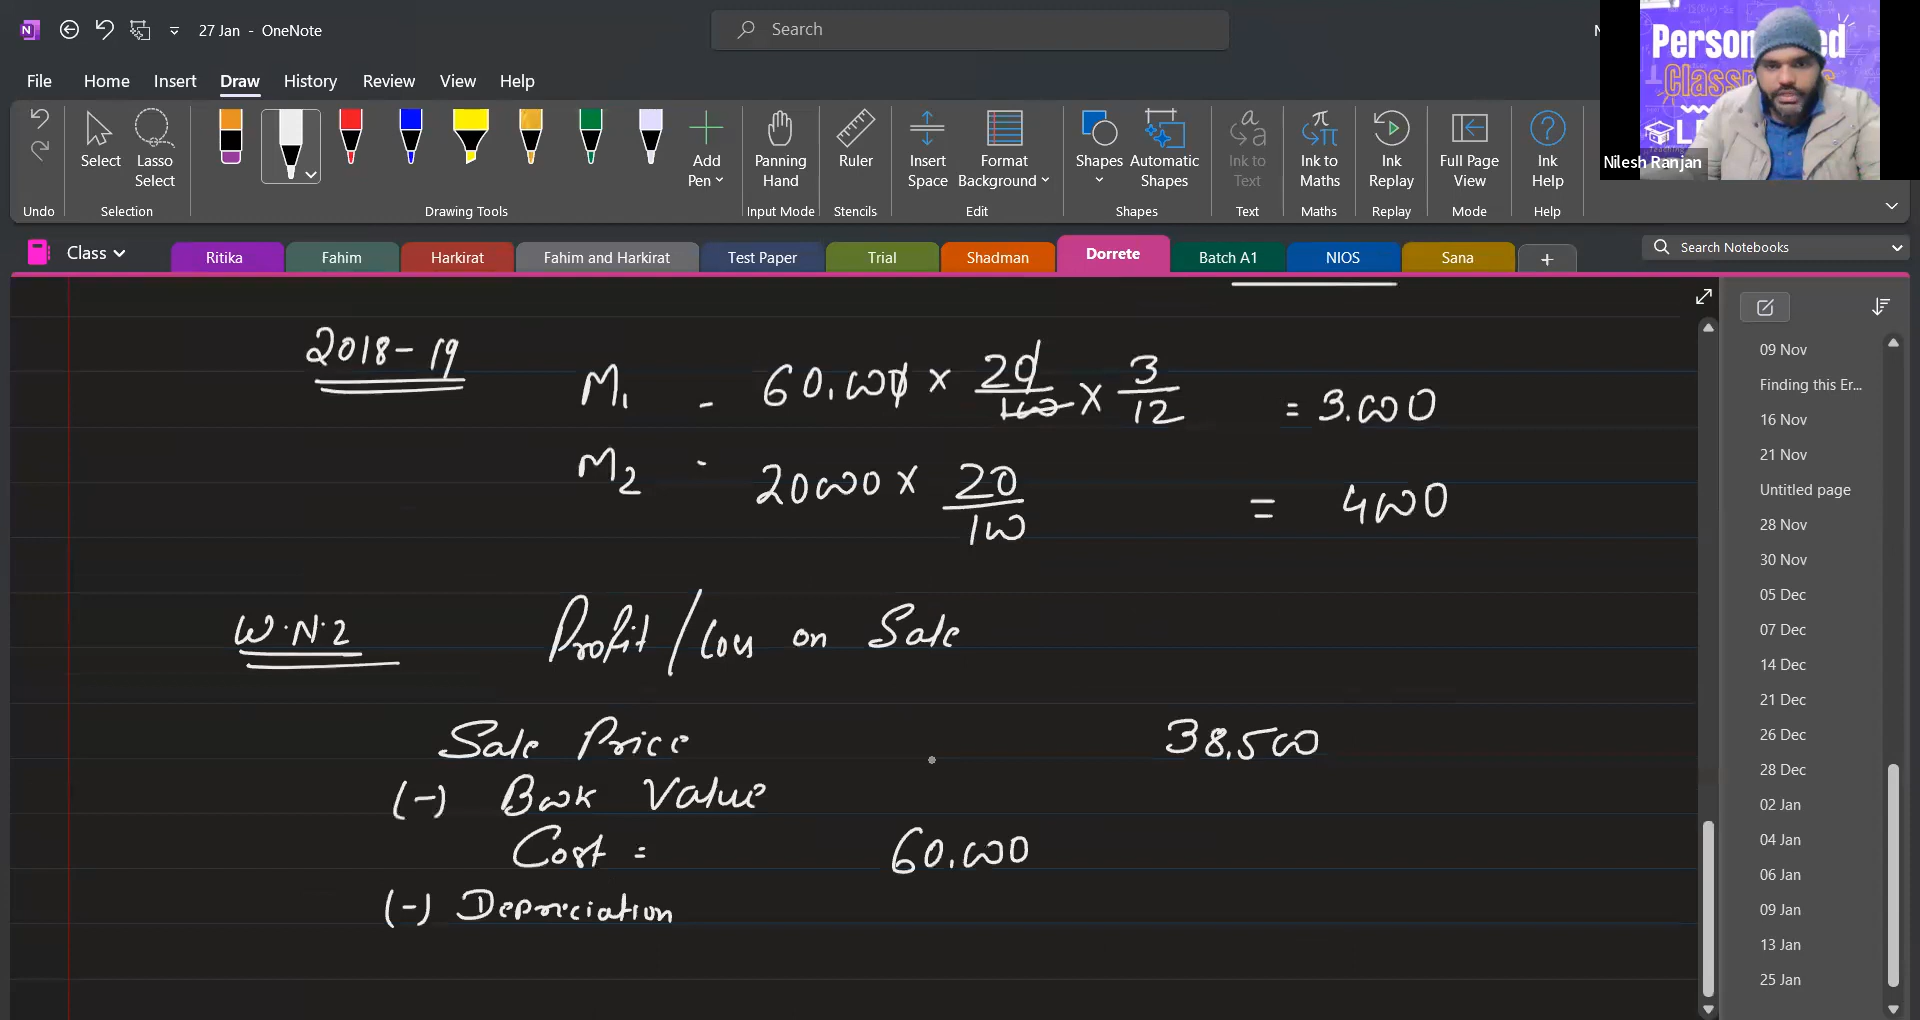 27 Jan - OneNote
Search
N
Person ed
Classr s
LE
Nilesh Ranjan
File Home Insert Draw History Review View Help
Undo
Select
Lasso Select
Selection
Drawing Tools
Add Pen
Panning Hand
Input Mode
Ruler
Stencils
Insert Space
Format Background
Edit
Shapes
Automatic Shapes
Shapes
Ink to Text
Text
Ink to Maths
Maths
Ink Replay
Replay
Full Page View
Mode
Ink Help
Help
Class
Ritika Fahim Harkirat Fahim and Harkirat Test Paper Trial Shadman Dorrete Batch A1 NIOS Sana +
Search Notebooks
2018-19
M1 - 60,000 × 20/100 × 3/12 = 3,000
M2 - 20000 × 20/100 = 4000
W.N.2 Profit/Loss on Sale
Sale Price 38,500
(-) Book Value
Cost = 60,000
(-) Depreciation
09 Nov
Finding this Er...
16 Nov
21 Nov
Untitled page
28 Nov
30 Nov
05 Dec
07 Dec
14 Dec
21 Dec
26 Dec
28 Dec
02 Jan
04 Jan
06 Jan
09 Jan
13 Jan
25 Jan